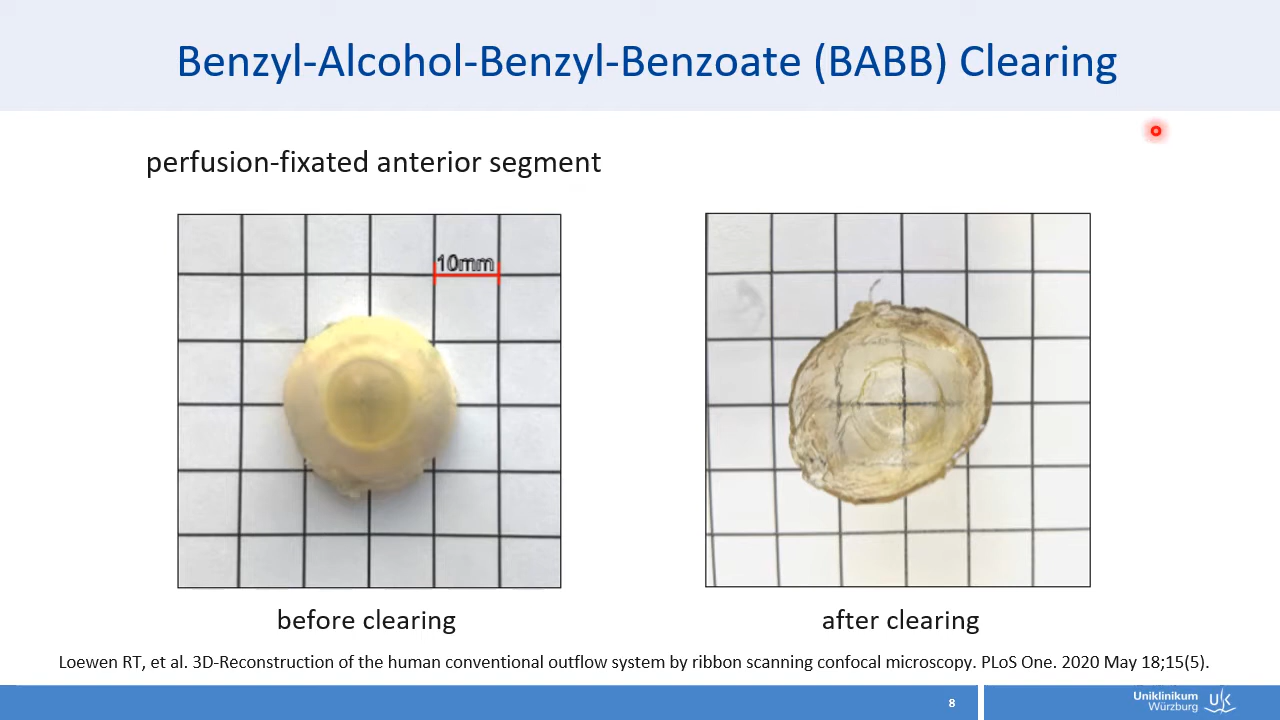 Benzyl-Alcohol-Benzyl-Benzoate (BABB) Clearing
perfusion-fixated anterior segment
10mm
before clearing
after clearing
Loewen RT, et al. 3D-Reconstruction of the human conventional outflow system by ribbon scanning confocal microscopy. PLoS One. 2020 May 18;15(5).
8
Uniklinikum
Würzburg
UK